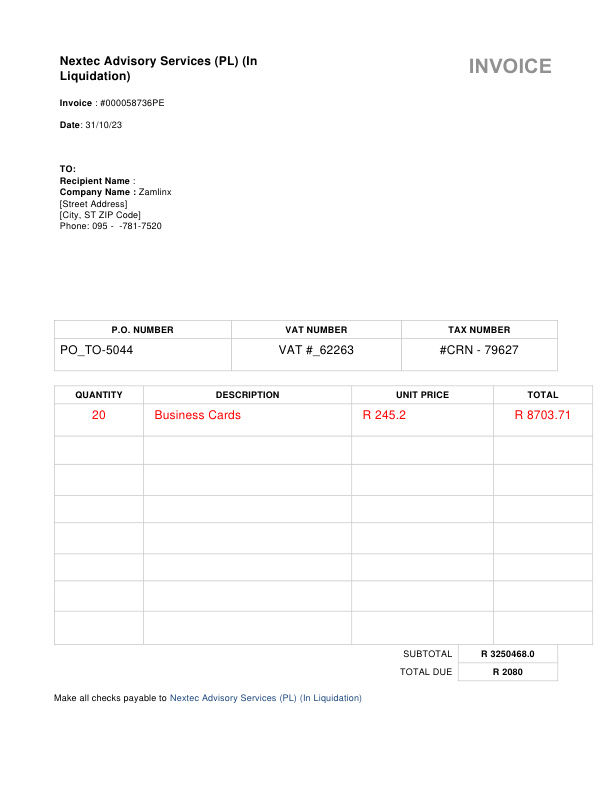 Nextec Advisory Services (PL) (In
Liquidation)
INVOICE
Invoice : #000058736PE
Date: 31/10/23
TO:
Recipient Name :
Company Name : Zamlinx
[Street Address]
[City, ST ZIP Code]
Phone: 095 - -781-7520
P.O. NUMBER VAT NUMBER TAX NUMBER
PO_TO-5044 VAT #_62263 #CRN - 79627
QUANTITY DESCRIPTION UNIT PRICE TOTAL
20 Business Cards R 245.2 R 8703.71
SUBTOTAL R 3250468.0
TOTAL DUE R 2080
Make all checks payable to Nextec Advisory Services (PL) (In Liquidation)